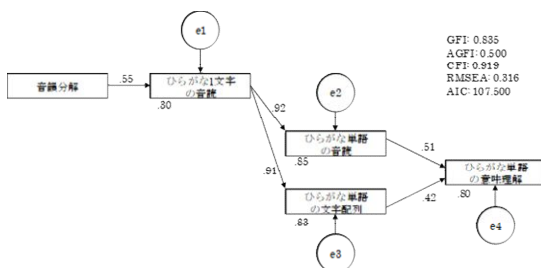 e1
GFI: 0.835
AGFI: 0.500
CFI: 0.919
RMSEA: 0.316
AIC: 107.500
音韻分解
.55
ひらがな1文字
の音読
.30
.92
e2
ひらがな単語
の音読
.85
.51
.91
ひらがな単語
の意味理解
.80
ひらがな単語
の文字配列
.83
.42
e3
e4